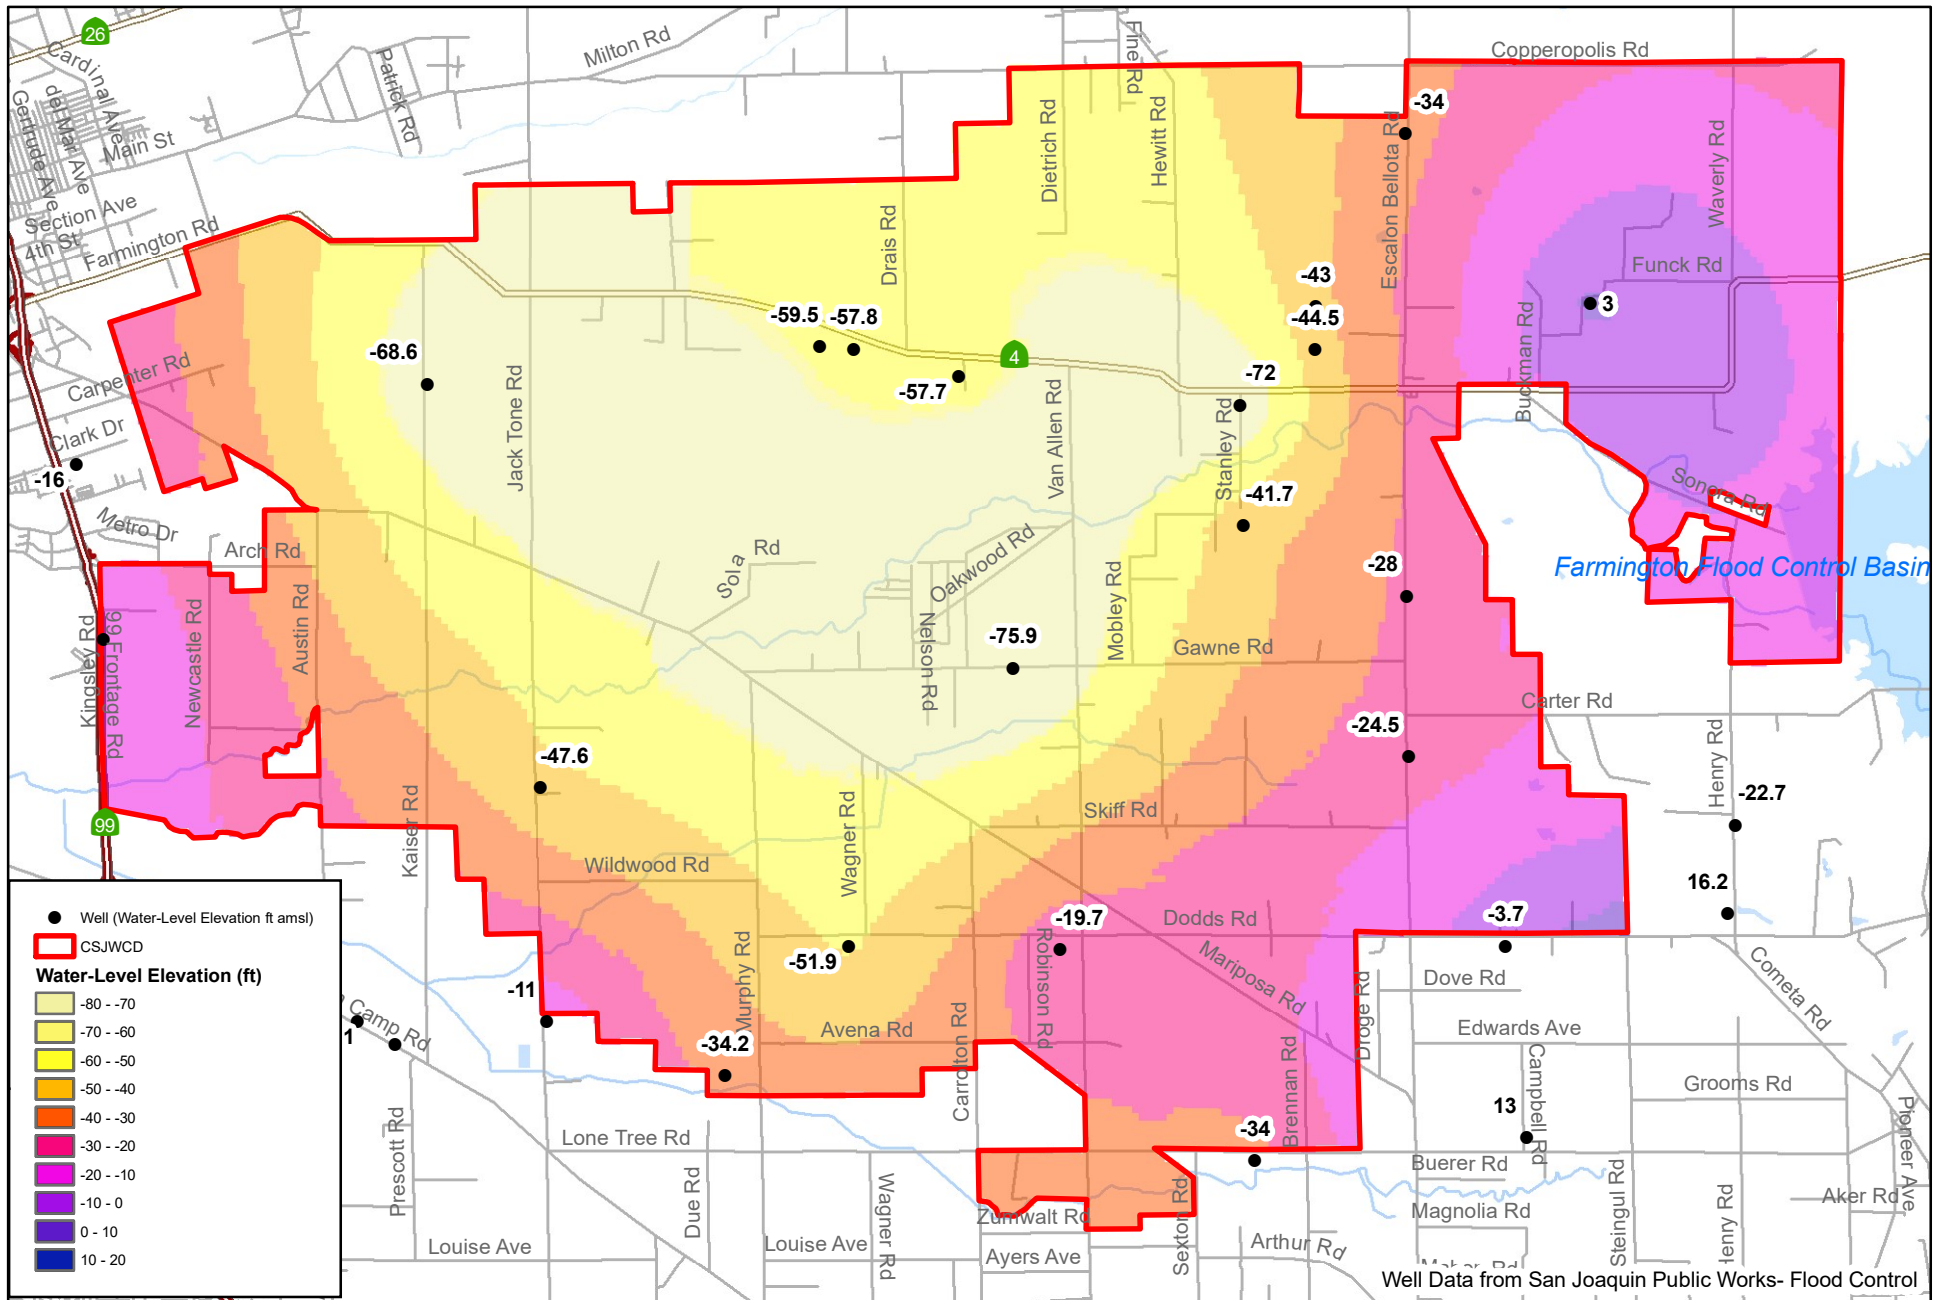 26
Cardinal Ave
del Mar Ave
Gertrude Ave
Main St
Section Ave
4th St
Farmington Rd
Patrick Rd
Milton Rd
Fine Rd
Copperopolis Rd
Dietrich Rd
Hewitt Rd
Drais Rd
Escalon Bellota Rd
-34
Waverly Rd
Funck Rd
3
Buckman Rd
-43
-44.5
-59.5
-57.8
-57.7
4
-72
-68.6
Carpenter Rd
Clark Dr
-16
Metro Dr
Arch Rd
Jack Tone Rd
Van Allen Rd
Stanley Rd
-41.7
Sonora Rd
Farmington Flood Control Basin
Sola Rd
Oakwood Rd
-28
Mobley Rd
Nelson Rd
-75.9
Gawne Rd
Kingsley Rd
99 Frontage Rd
Newcastle Rd
Austin Rd
Carter Rd
-24.5
Henry Rd
-22.7
-47.6
99
Kaiser Rd
Skiff Rd
Wildwood Rd
Wagner Rd
16.2
-3.7
-19.7
Dodds Rd
Robinson Rd
Mariposa Rd
-51.9
Murphy Rd
Avena Rd
Carrolton Rd
Droge Rd
Dove Rd
Cometa Rd
Edwards Ave
Campbell Rd
Grooms Rd
Pioneer Ave
-11
1
Camp Rd
-34.2
Brennan Rd
13
-34
Prescott Rd
Lone Tree Rd
Due Rd
Wagner Rd
Buerer Rd
Steingul Rd
Henry Rd
Aker Rd
Magnolia Rd
Zumwalt Rd
Sexton Rd
Louise Ave
Louise Ave
Ayers Ave
Arthur Rd
Well (Water-Level Elevation ft amsl)
CSJWCD
Water-Level Elevation (ft)
-80 - -70
-70 - -60
-60 - -50
-50 - -40
-40 - -30
-30 - -20
-20 - -10
-10 - 0
0 - 10
10 - 20
Well Data from San Joaquin Public Works- Flood Control